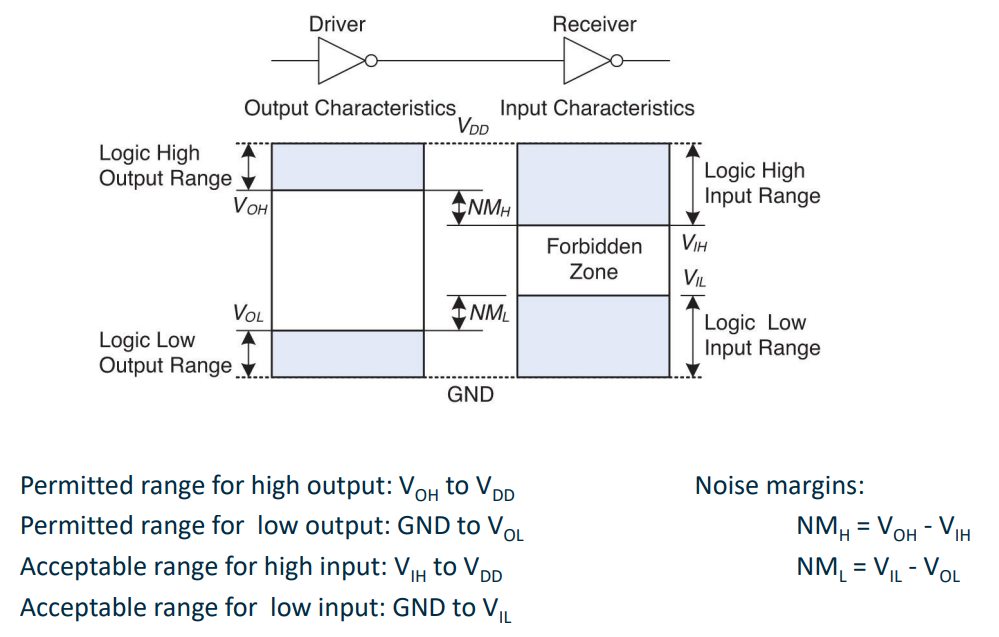 Driver
Receiver
Output Characteristics
Input Characteristics
VDD
Logic High
Output Range
Logic High
Input Range
VOH
NMH
Forbidden
Zone
VIH
VIL
VOL
NML
Logic Low
Output Range
Logic Low
Input Range
GND
Permitted range for high output: VOH to VDD
Permitted range for low output: GND to VOL
Acceptable range for high input: VIH to VDD
Acceptable range for low input: GND to VIL
Noise margins:
NMH = VOH - VIH
NML = VIL - VOL